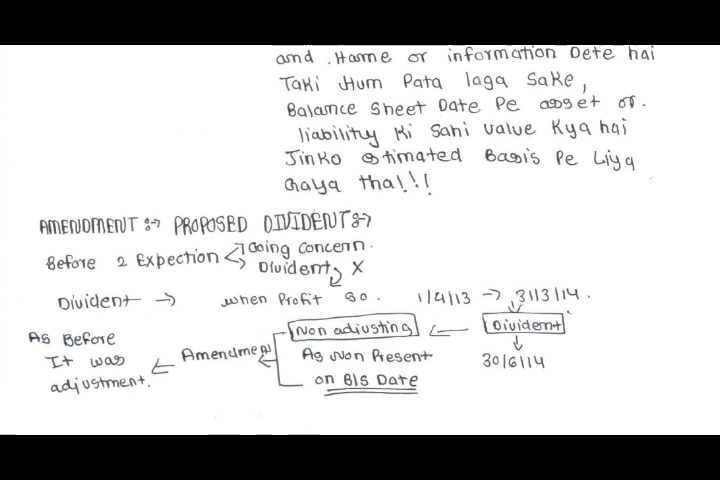 and . Hame or information Dete hai
Taki Hum Pata laga sake,
Balance sheet Date Pe asset or.
liability Ki Sahi value Kya hai
Jinko estimated Basis Pe Liya
Gaya tha!!!
AMENDMENT :→ PROPOSED DIVIDENT :→
Before 2 Expection < Going concern.
Divident X
Divident → when Profit so. 1/4/13 → 31/3/14.
Non adjusting ← Divident
As Before
It was
adjustment. ← Amendment
As Non Present
on B/s Date
30/6/14